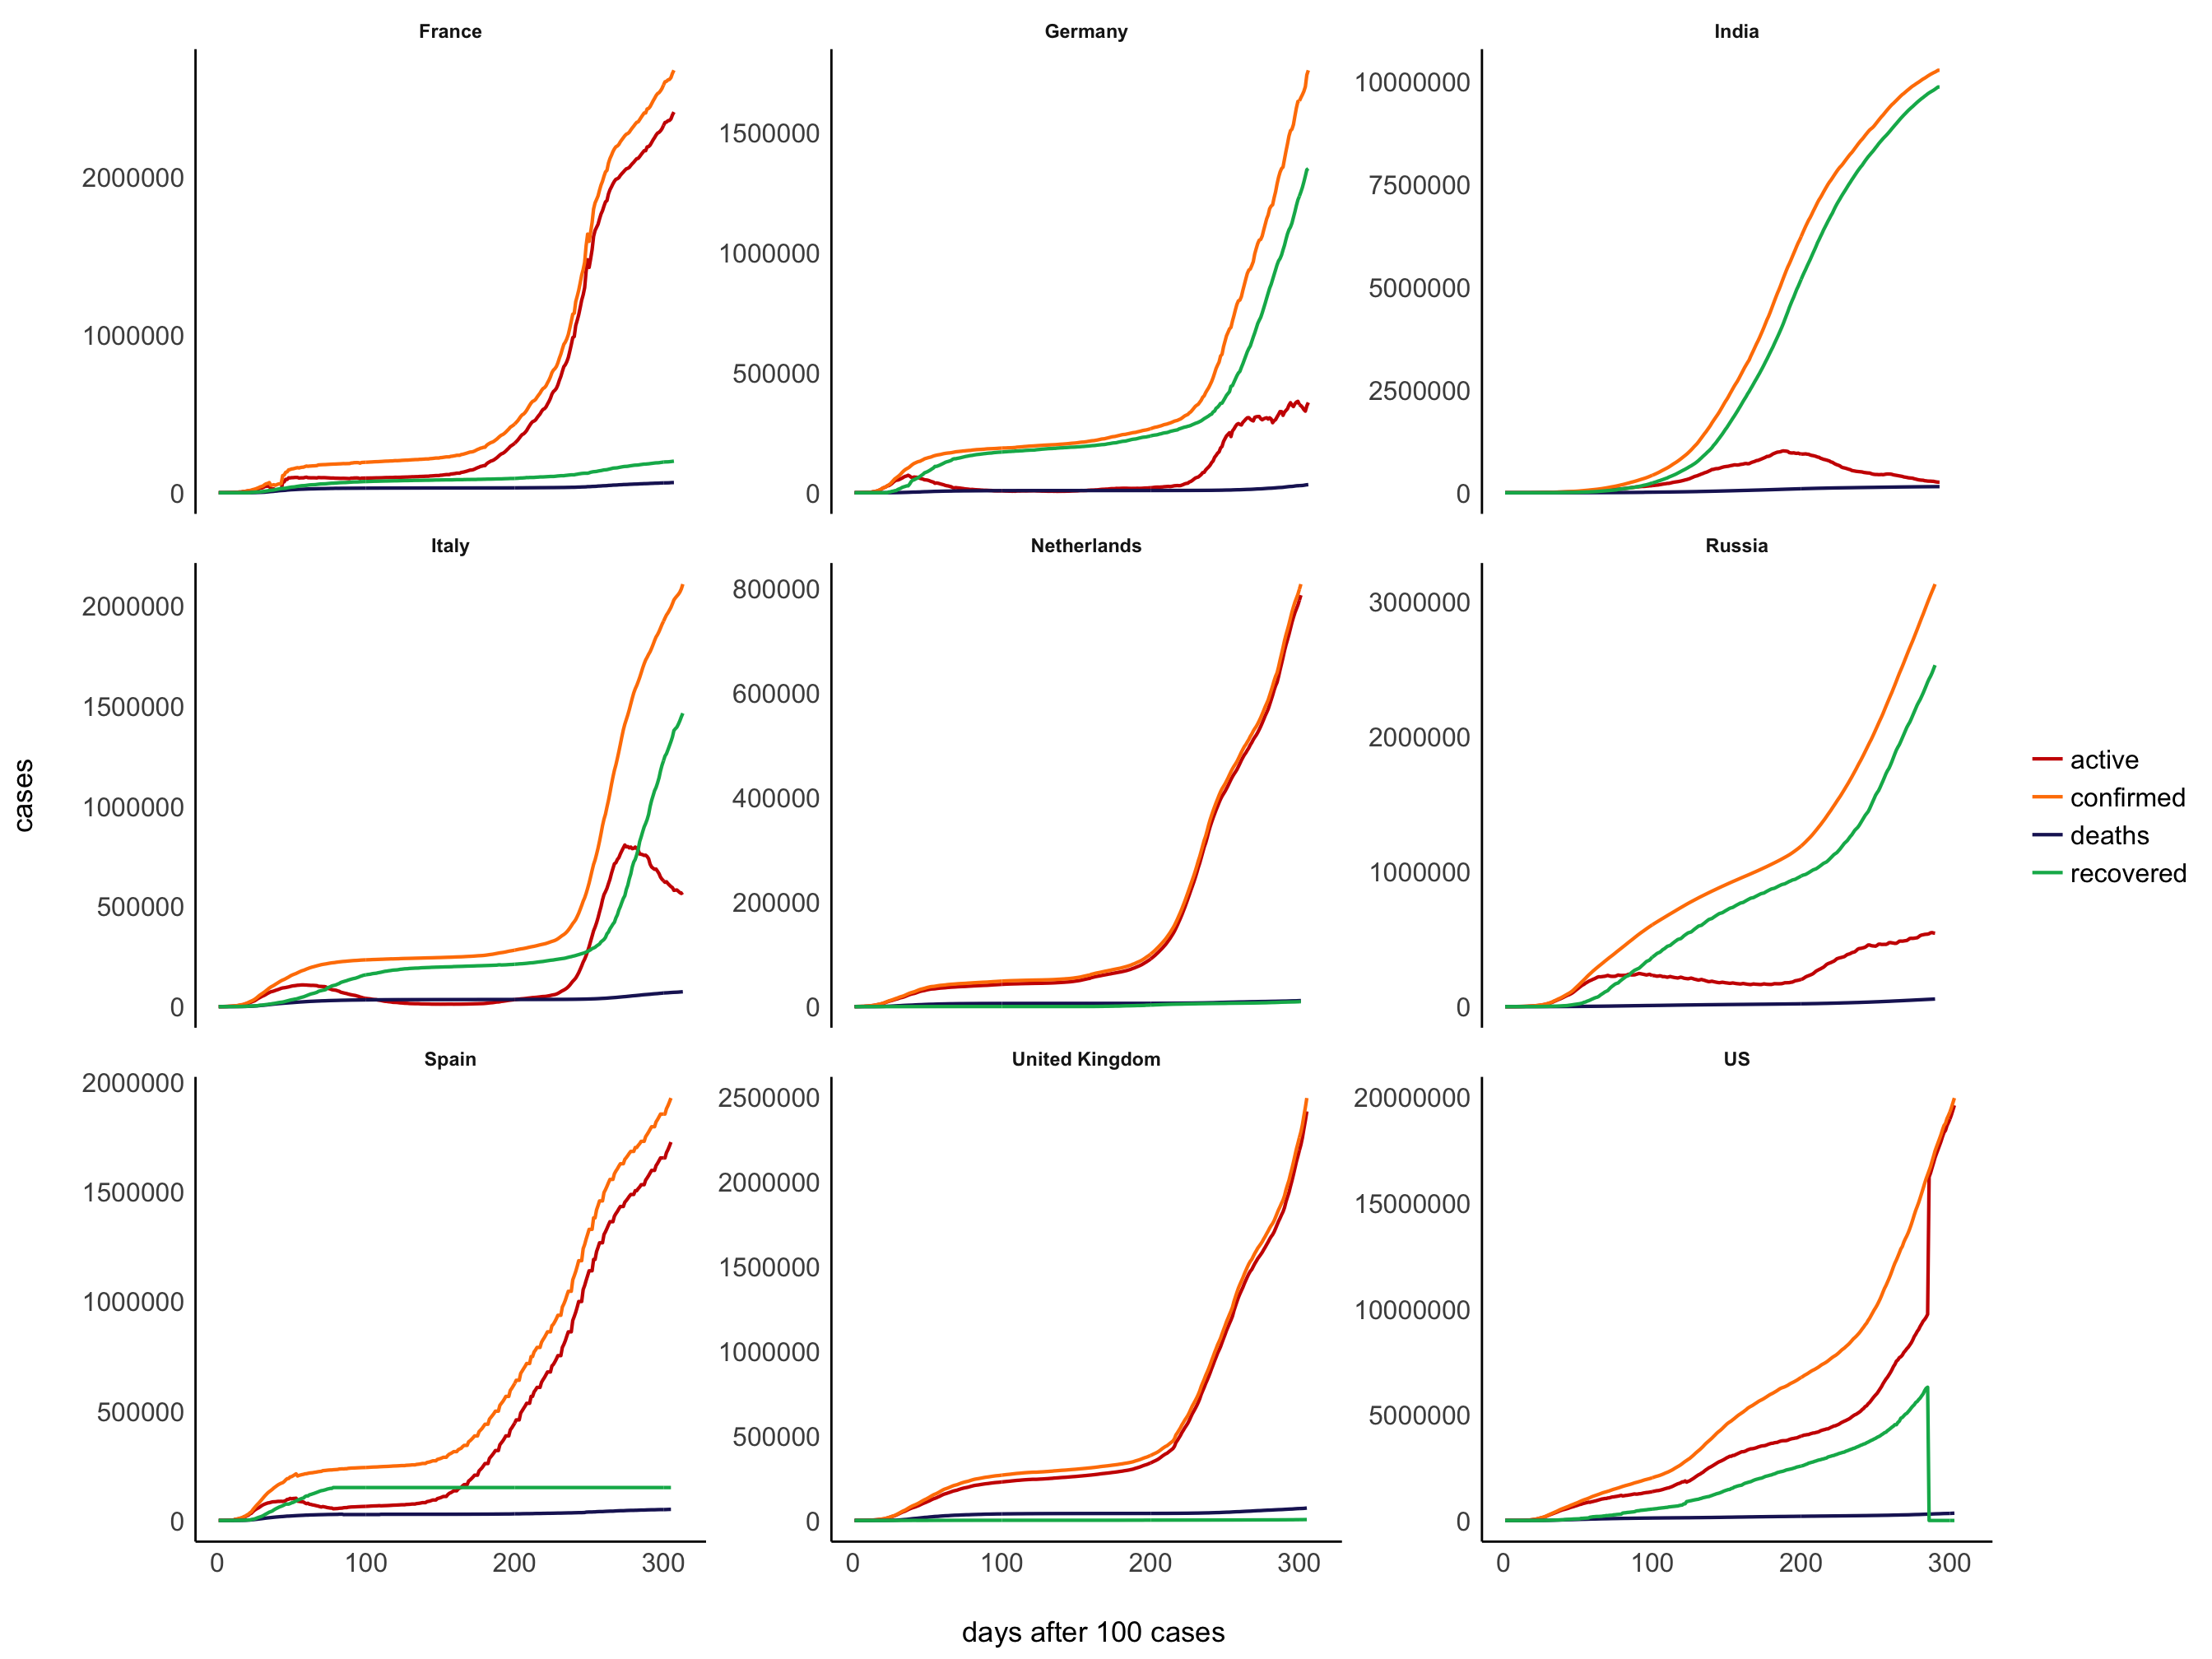 France
Germany
India
2000000
1000000
0
1500000
1000000
500000
0
10000000
7500000
5000000
2500000
0
Italy
Netherlands
Russia
2000000
1500000
1000000
500000
0
800000
600000
400000
200000
0
3000000
2000000
1000000
0
Spain
United Kingdom
US
2000000
1500000
1000000
500000
0
2500000
2000000
1500000
1000000
500000
0
20000000
15000000
10000000
5000000
0
0 100 200 300
0 100 200 300
0 100 200 300
cases
days after 100 cases
active
confirmed
deaths
recovered